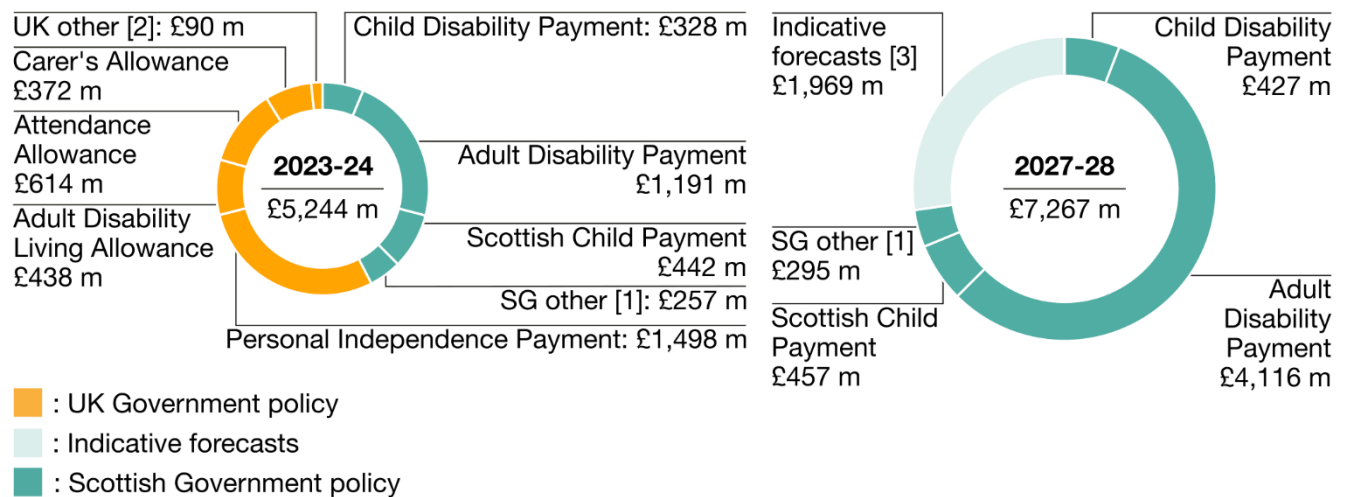 UK other [2]: £90 m
Carer's Allowance
£372 m
Attendance
Allowance
£614 m
Adult Disability
Living Allowance
£438 m
Child Disability Payment: £328 m
2023-24
£5,244 m
Adult Disability Payment
£1,191 m
Scottish Child Payment
£442 m
SG other [1]: £257 m
Personal Independence Payment: £1,498 m
Indicative
forecasts [3]
£1,969 m
Child Disability
Payment
£427 m
2027-28
£7,267 m
SG other [1]
£295 m
Scottish Child
Payment
£457 m
Adult
Disability
Payment
£4,116 m
: UK Government policy
: Indicative forecasts
: Scottish Government policy